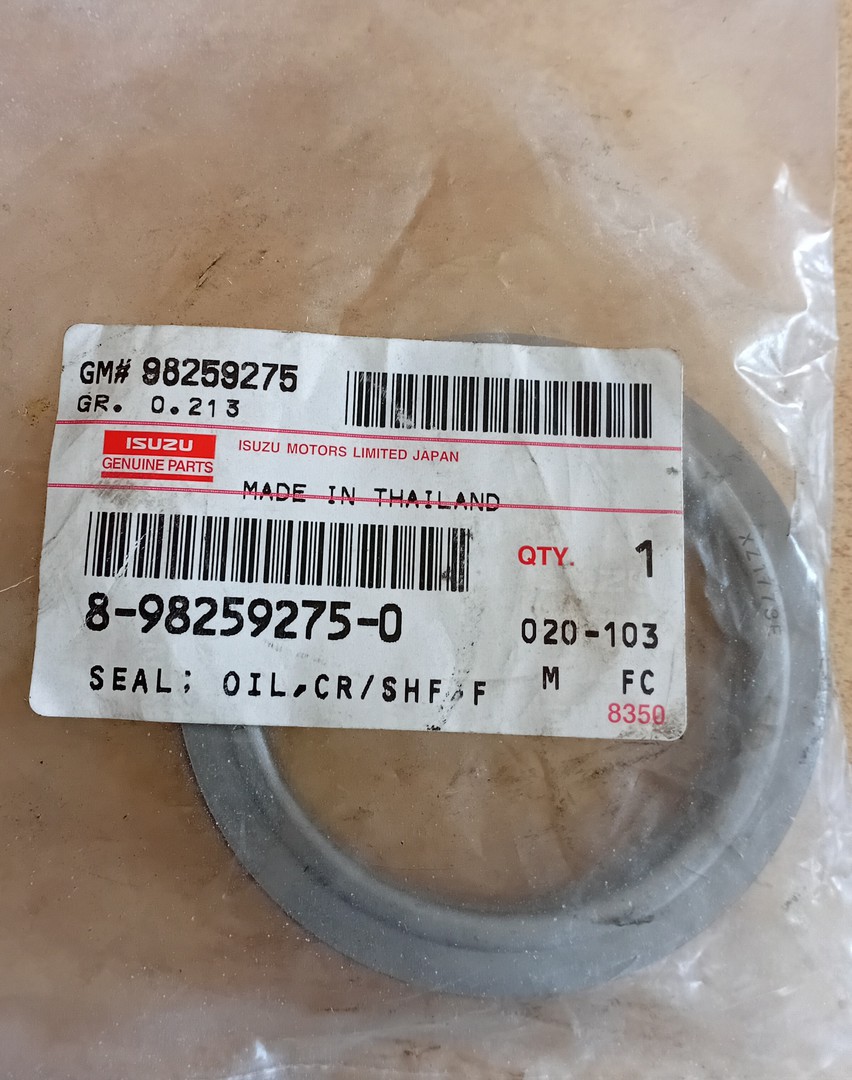 GM# 98259275
GR. 0.213
ISUZU
GENUINE PARTS
ISUZU MOTORS LIMITED JAPAN
MADE IN THAILAND
QTY. 1
8-98259275-0
020-103
SEAL; OIL,CR/SHF F
M FC
8350